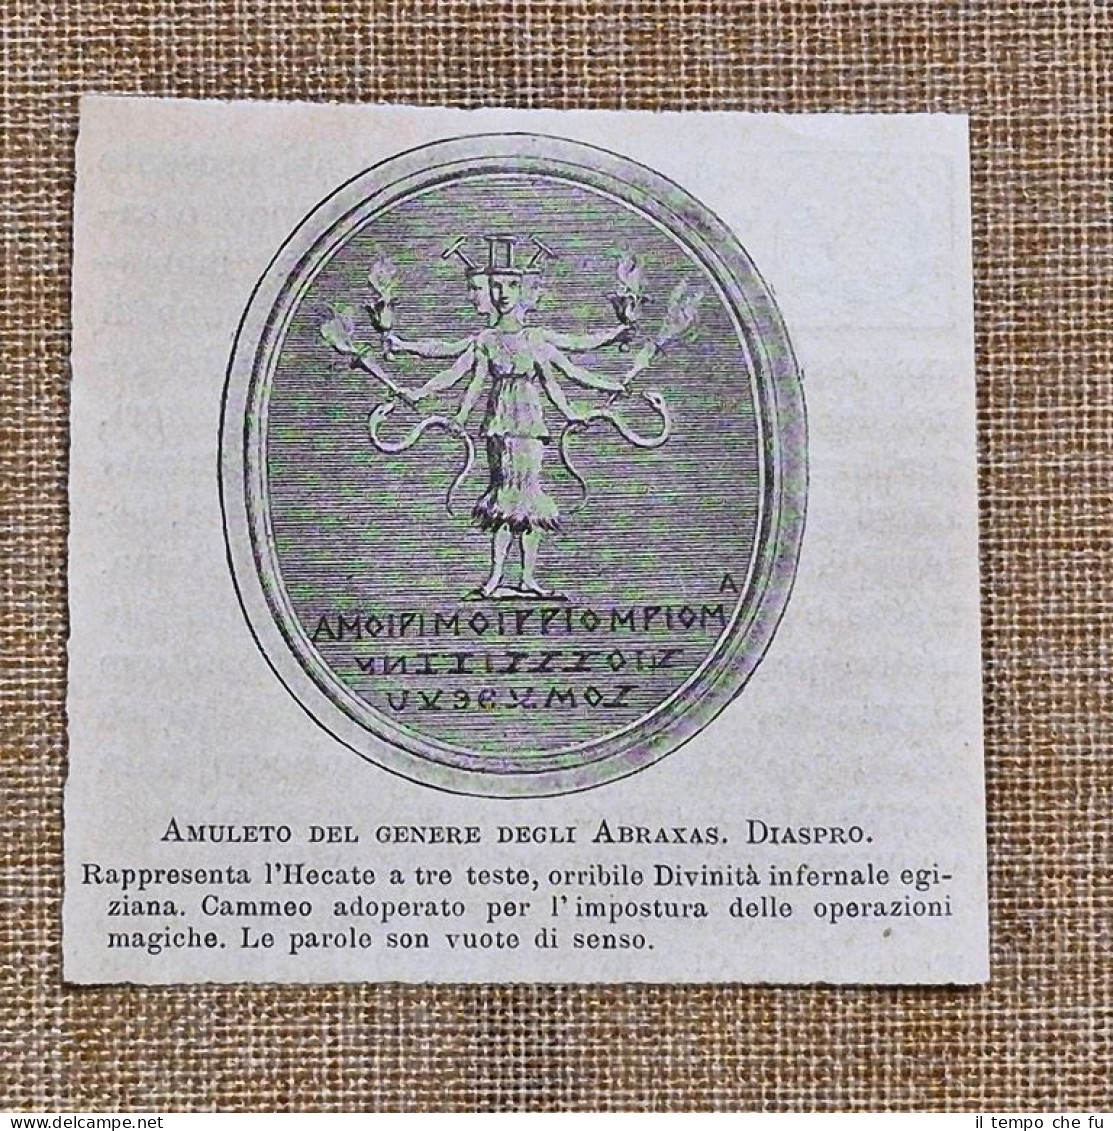 A
ΑΜΟΙΡΙΜΟΙΡΡΙΟΜΡΙΟΜ
AMULETO DEL GENERE DEGLI ABRAXAS. DIASPRO.
Rappresenta l'Hecate a tre teste, orribile Divinità infernale egi-
ziana. Cammeo adoperato per l'impostura delle operazioni
magiche. Le parole son vuote di senso.
www.delcampe.net
il tempo che fu